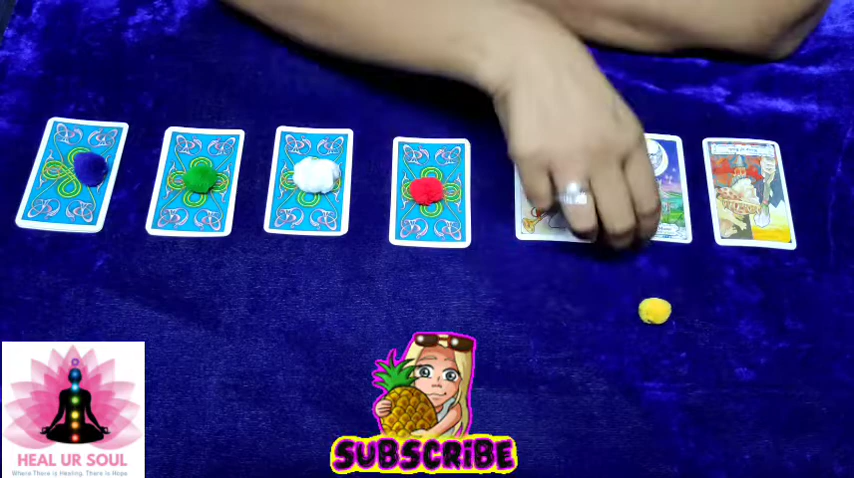 HEAL UR SOUL
Where There is Healing, There is Hope
SUBSCRIBE